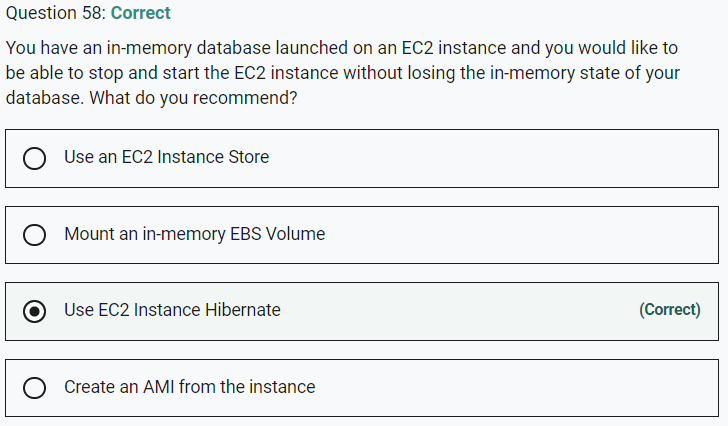 Question 58: Correct
You have an in-memory database launched on an EC2 instance and you would like to
be able to stop and start the EC2 instance without losing the in-memory state of your
database. What do you recommend?
Use an EC2 Instance Store
Mount an in-memory EBS Volume
Use EC2 Instance Hibernate (Correct)
Create an AMI from the instance